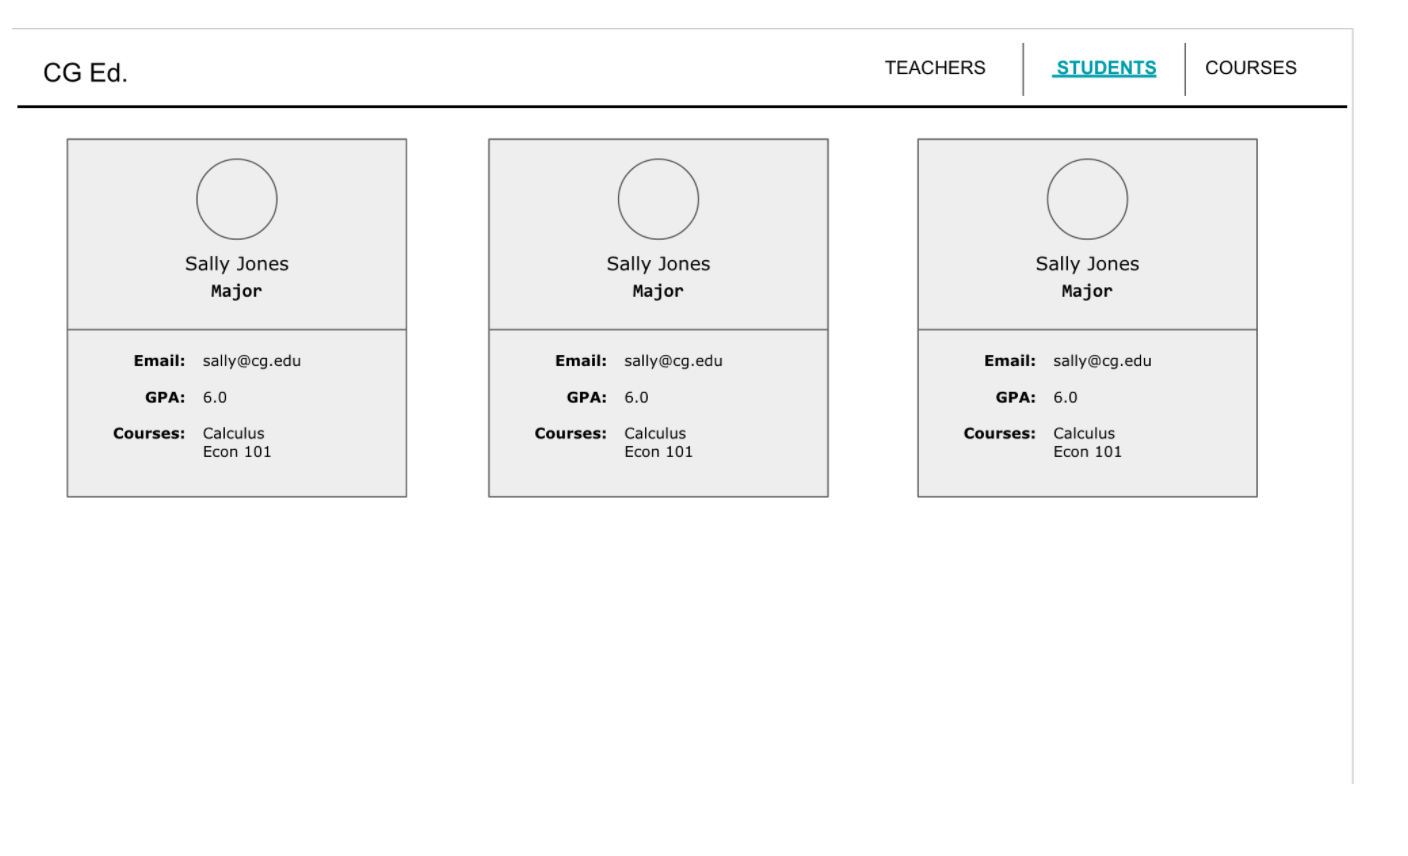 CG Ed.
TEACHERS
STUDENTS
COURSES
Sally Jones
Major
Email: sally@cg.edu
GPA: 6.0
Courses: Calculus
Econ 101
Sally Jones
Major
Email: sally@cg.edu
GPA: 6.0
Courses: Calculus
Econ 101
Sally Jones
Major
Email: sally@cg.edu
GPA: 6.0
Courses: Calculus
Econ 101